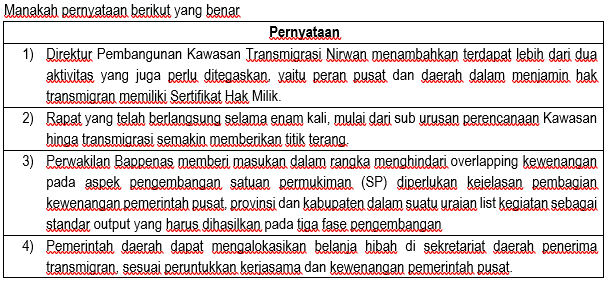 Manakah pernyataan berikut yang benar
Pernyataan
1) Direktur Pembangunan Kawasan Transmigrasi Nirwan menambahkan terdapat lebih dari dua
aktivitas yang juga perlu ditegaskan, yaitu peran pusat dan daerah dalam menjamin hak
transmigran memiliki Sertifikat Hak Milik.
2) Rapat yang telah berlangsung selama enam kali, mulai dari sub urusan perencanaan Kawasan
hingga transmigrasi semakin memberikan titik terang.
3) Perwakilan Bappenas memberi masukan dalam rangka menghindari overlapping kewenangan
pada aspek pengembangan satuan permukiman (SP) diperlukan kejelasan pembagian
kewenangan pemerintah pusat, provinsi dan kabupaten dalam suatu uraian list kegiatan sebagai
standar output yang harus dihasilkan pada tiga fase pengembangan
4) Pemerintah daerah dapat mengalokasikan belanja hibah di sekretariat daerah penerima
transmigran, sesuai peruntukkan kerjasama dan kewenangan pemerintah pusat.